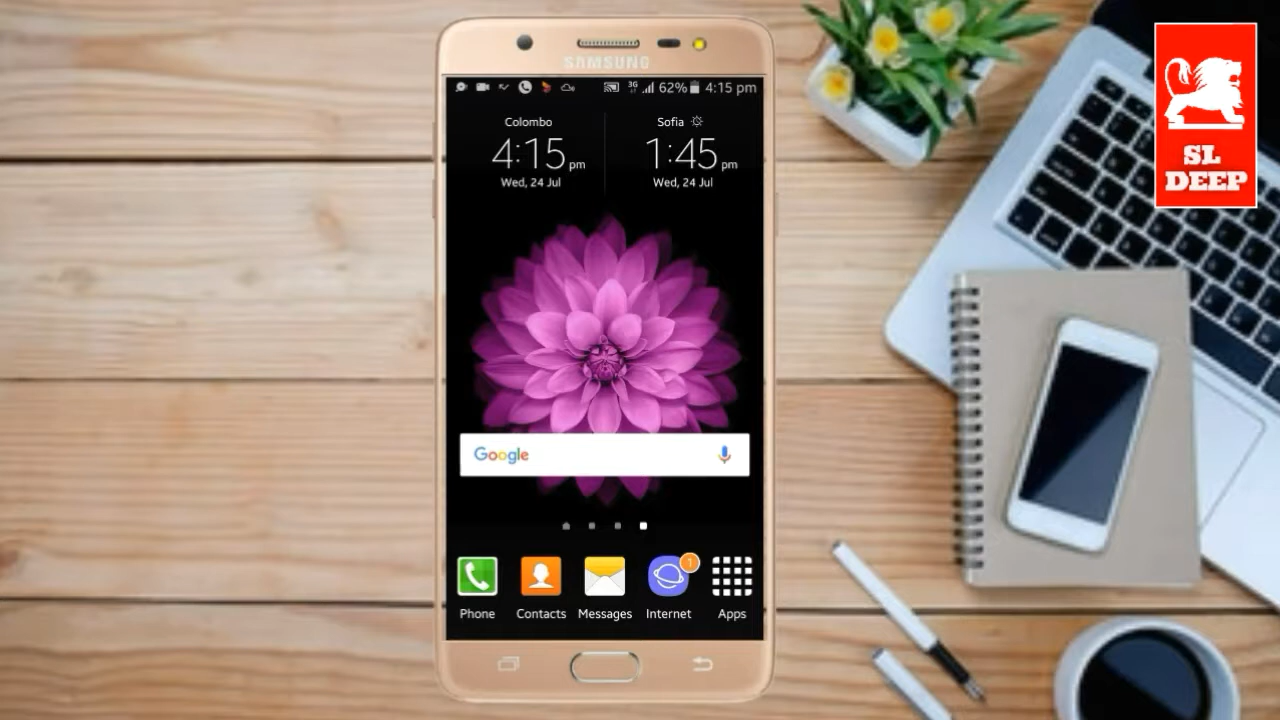 SAMSUNG
3G 62% 4:15 pm
Colombo
4:15 pm
Wed, 24 Jul
Sofia
1:45 pm
Wed, 24 Jul
Google
1
Phone Contacts Messages Internet Apps
SL
DEEP